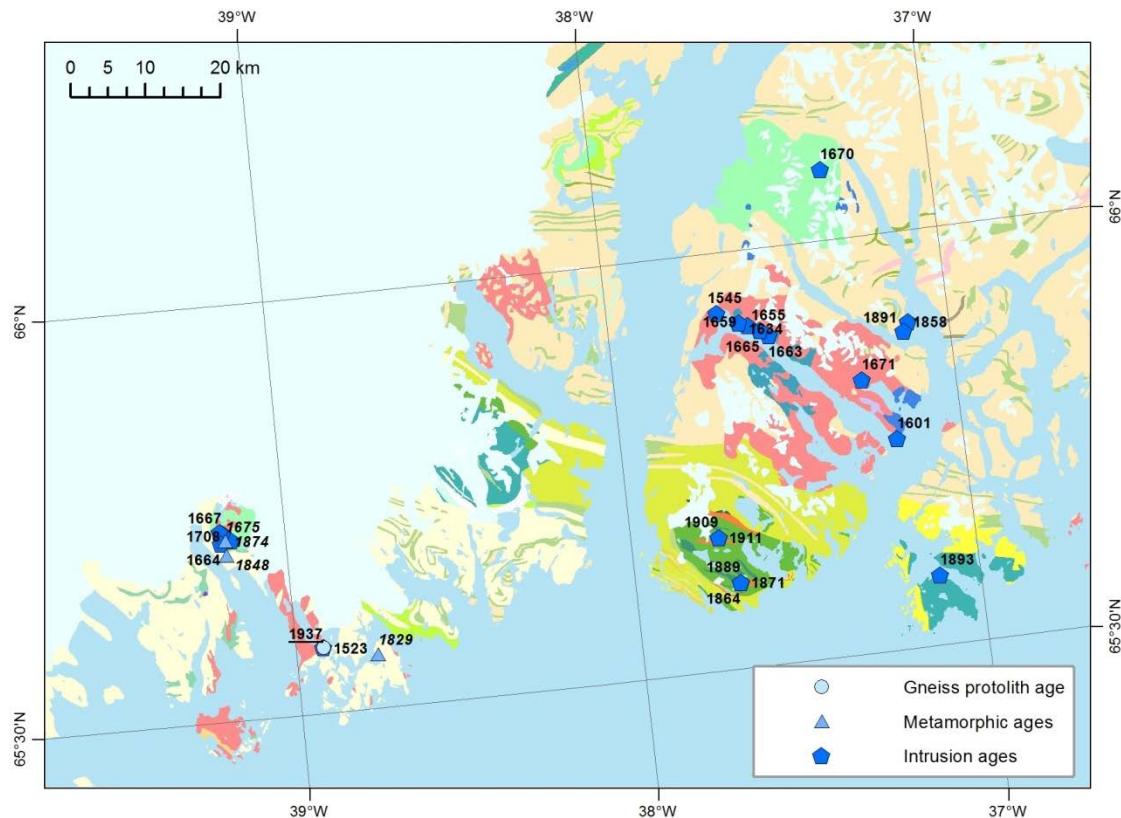 39°W 38°W 37°W
0 5 10 20 km
1670
66°N
1545
1655
1891
1858
66°N
1659
1634
1665
1663
1671
1601
1909
1911
1667
1675
1708
1874
1664
1848
1889
1871
1864
1893
1937
1523
1829
65°30'N
65°30'N
Gneiss protolith age
Metamorphic ages
Intrusion ages
39°W 38°W 37°W